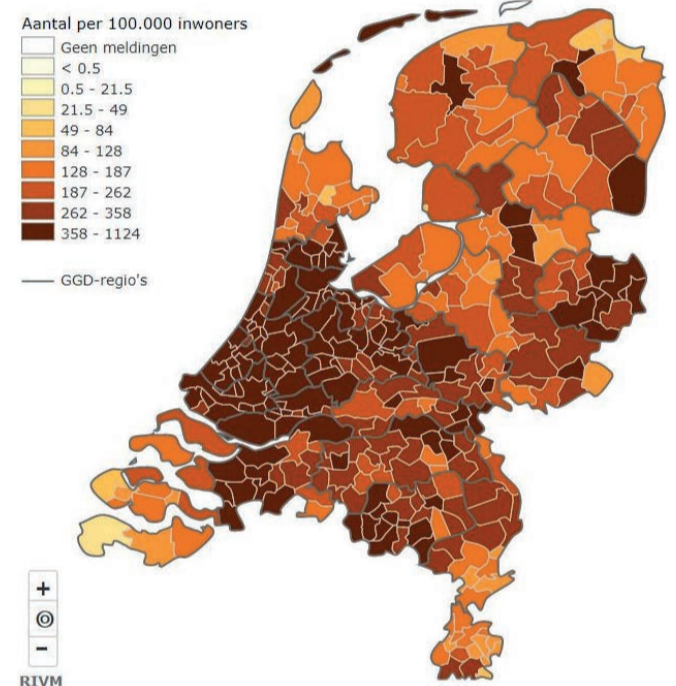 Aantal per 100.000 inwoners
Geen meldingen
< 0.5
0.5 - 21.5
21.5 - 49
49 - 84
84 - 128
128 - 187
187 - 262
262 - 358
358 - 1124
GGD-regio's
+
-
RIVM